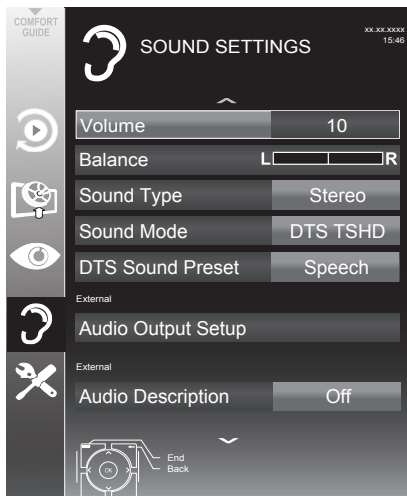 COMFORT
GUIDE
SOUND SETTINGS
xx.xx.xxxx
15:46
Volume 10
Balance L R
Sound Type Stereo
Sound Mode DTS TSHD
DTS Sound Preset Speech
External
Audio Output Setup
External
Audio Description Off
End
Back
OK